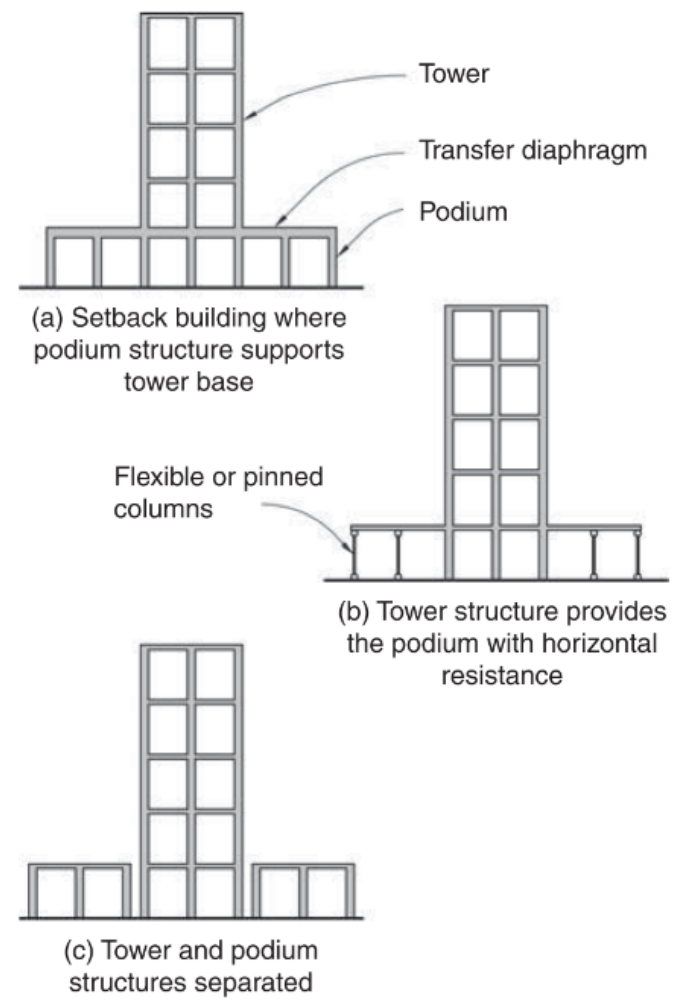 Tower
Transfer diaphragm
Podium
(a) Setback building where
podium structure supports
tower base
Flexible or pinned
columns
(b) Tower structure provides
the podium with horizontal
resistance
(c) Tower and podium
structures separated